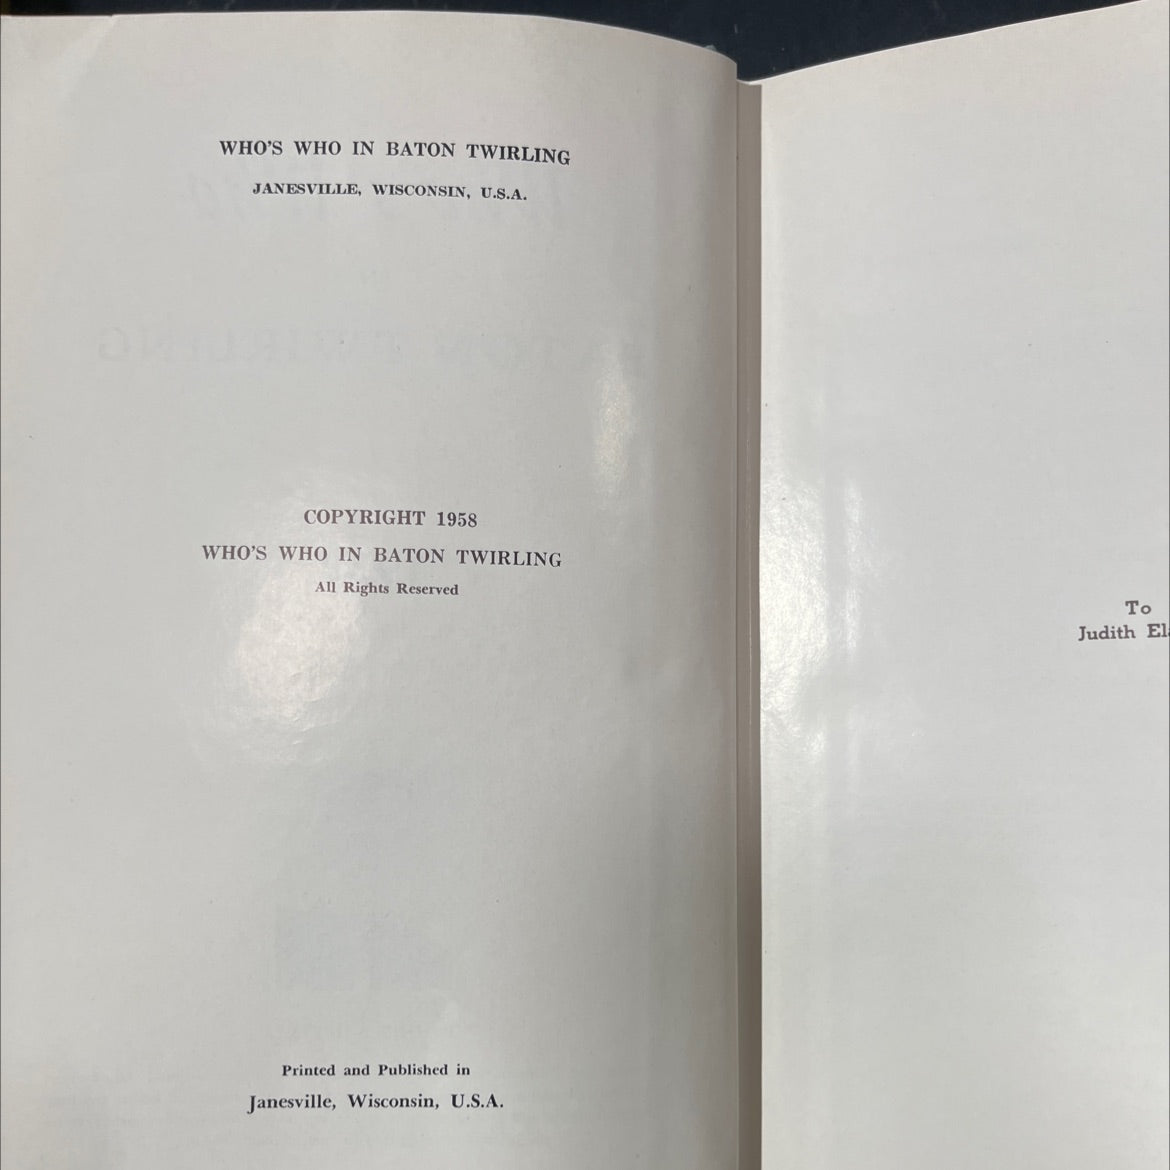 WHO'S WHO IN BATON TWIRLING
JANESVILLE, WISCONSIN, U.S.A.
COPYRIGHT 1958
WHO'S WHO IN BATON TWIRLING
All Rights Reserved
Printed and Published in
Janesville, Wisconsin, U.S.A.
To
Judith